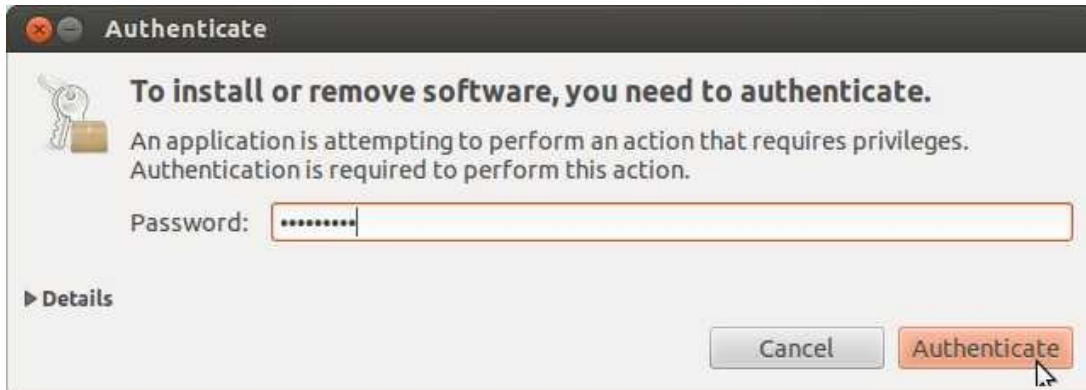 Authenticate
To install or remove software, you need to authenticate.
An application is attempting to perform an action that requires privileges.
Authentication is required to perform this action.
Password: •••••••••
Details
Cancel Authenticate